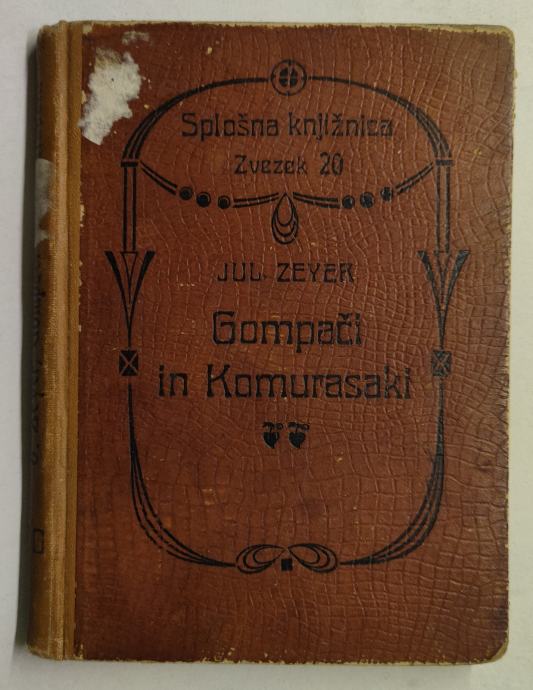 Splošna knjižnica
Zvezek 20
JUL. ZEYER
Gompači
in Komurasaki